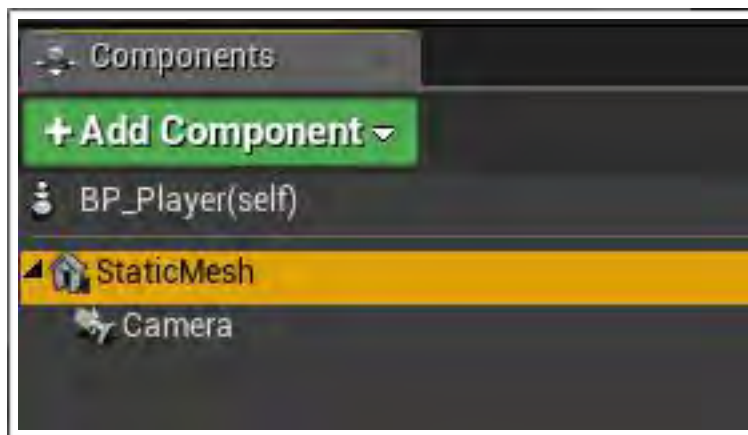 Components
+ Add Component
BP_Player(self)
StaticMesh
Camera